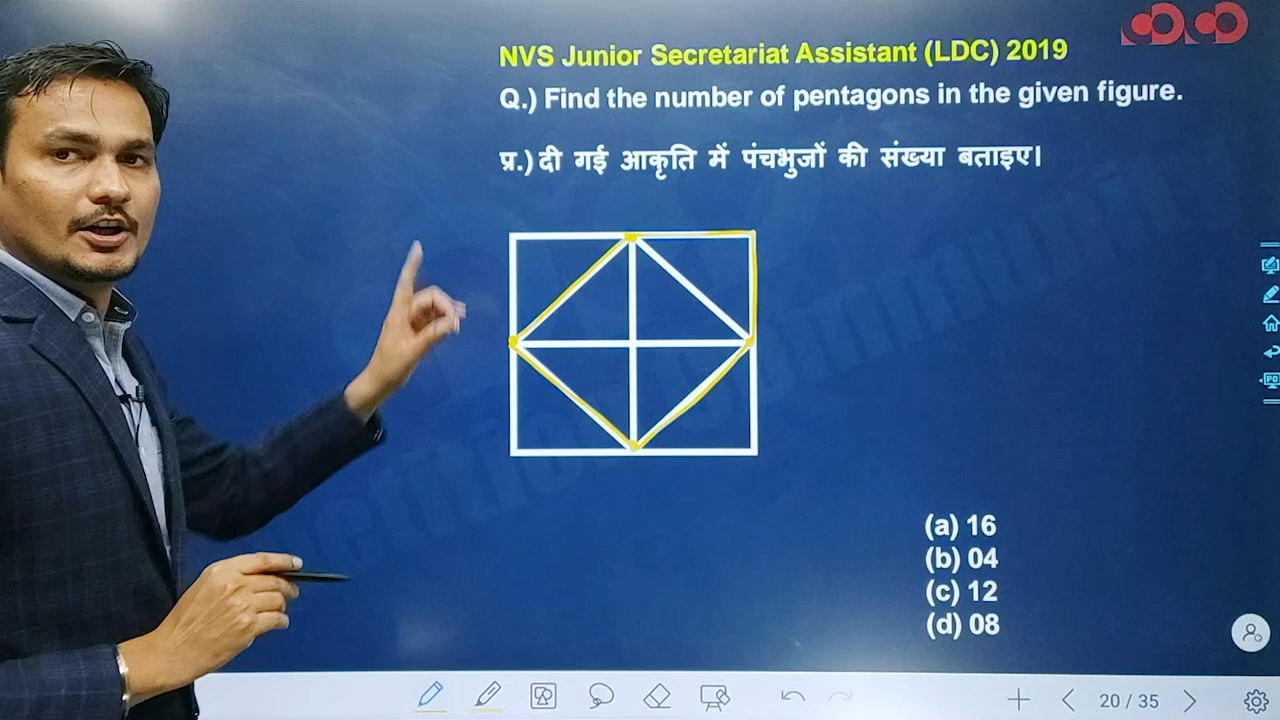 NVS Junior Secretariat Assistant (LDC) 2019
Q.) Find the number of pentagons in the given figure.
प्र.) दी गई आकृति में पंचभुजों की संख्या बताइए।
(a) 16
(b) 04
(c) 12
(d) 08
20 / 35